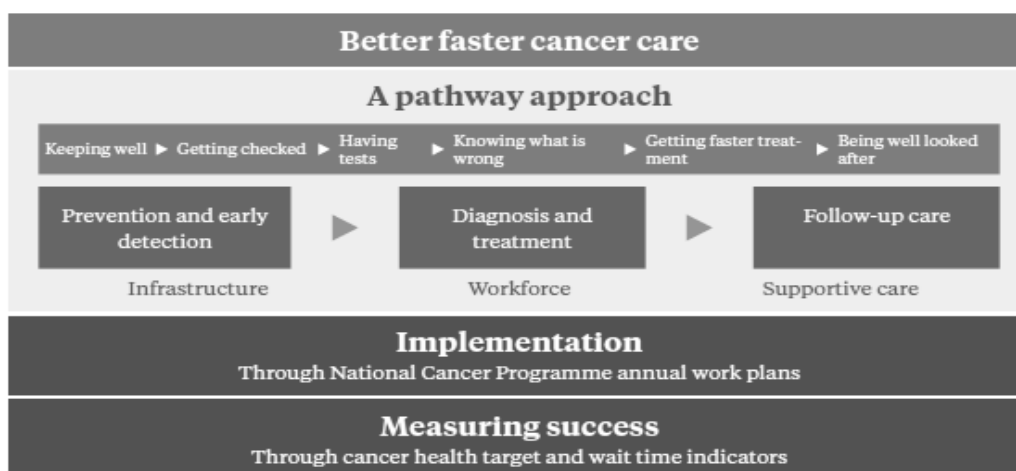 Better faster cancer care
A pathway approach
Keeping well ▶ Getting checked ▶ Having tests ▶ Knowing what is wrong ▶ Getting faster treat-ment ▶ Being well looked after
Prevention and early
detection
Diagnosis and
treatment
Follow-up care
Infrastructure
Workforce
Supportive care
Implementation
Through National Cancer Programme annual work plans
Measuring success
Through cancer health target and wait time indicators